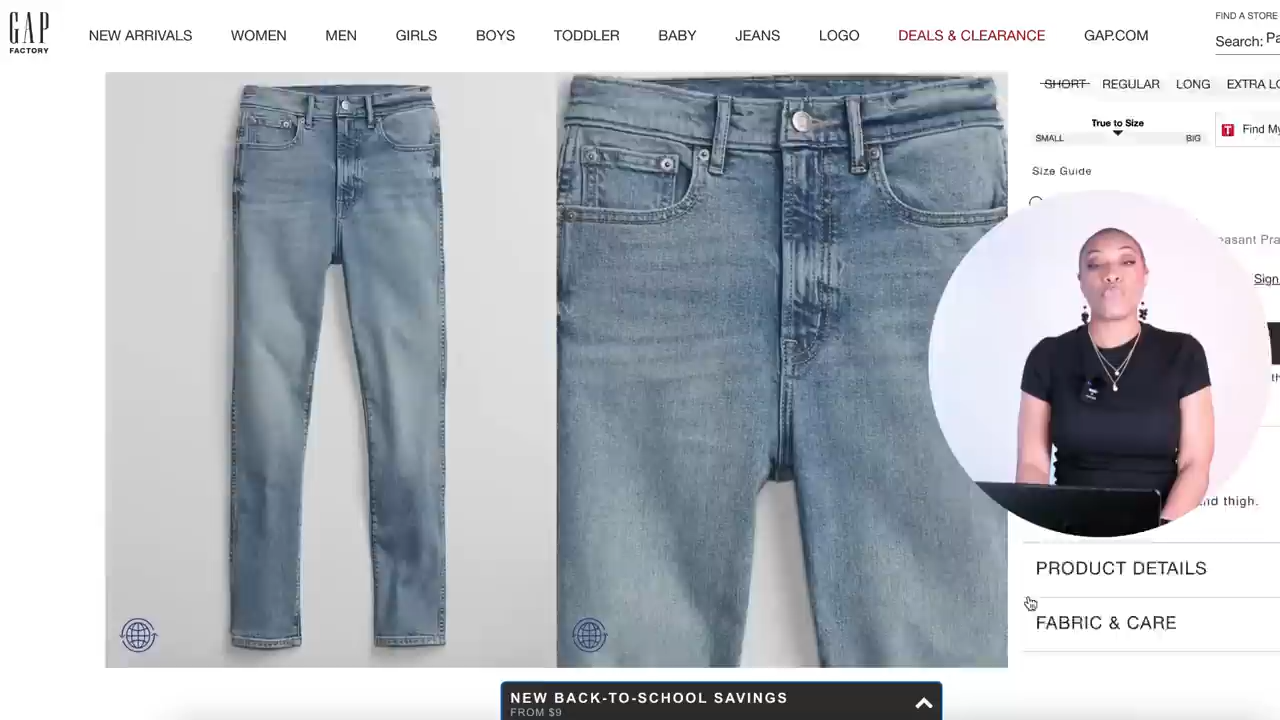 GAP
FACTORY
NEW ARRIVALS
WOMEN
MEN
GIRLS
BOYS
TODDLER
BABY
JEANS
LOGO
DEALS & CLEARANCE
GAP.COM
FIND A STORE
Search:
SHORT
REGULAR
LONG
EXTRA
True to Size
SMALL
BIG
Find
Size Guide
Sign
thigh.
PRODUCT DETAILS
FABRIC & CARE
NEW BACK-TO-SCHOOL SAVINGS
FROM $9